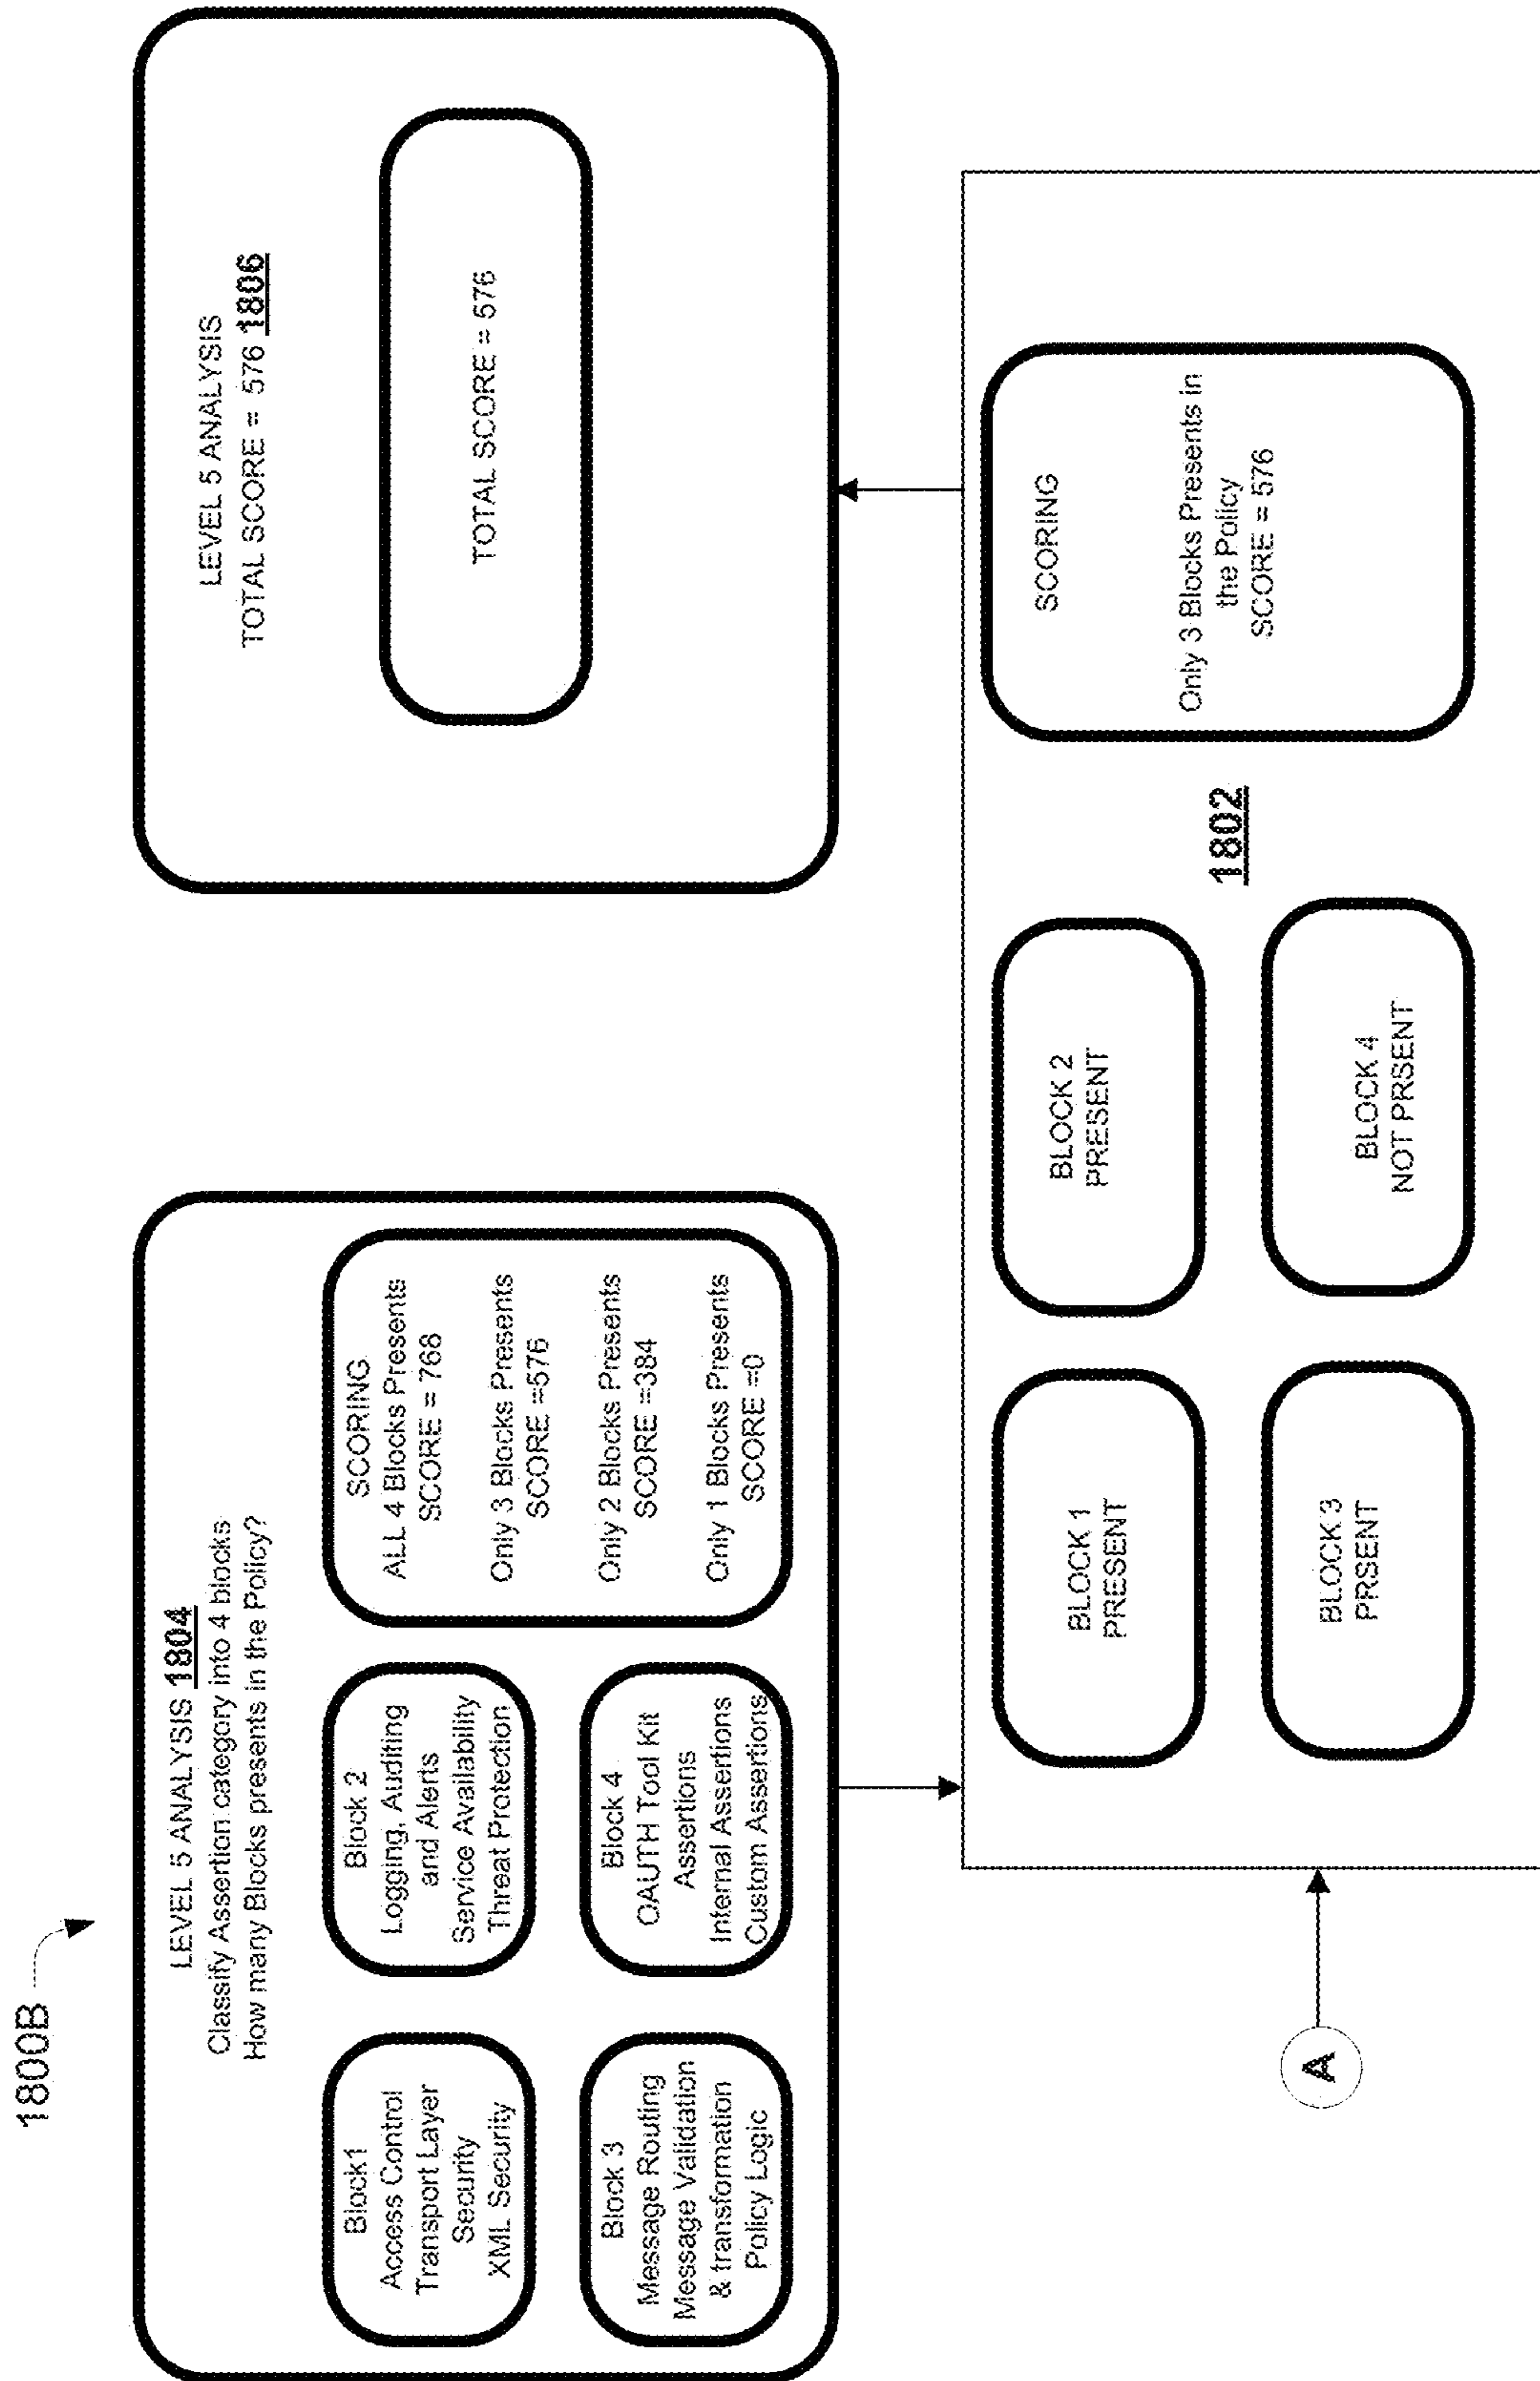 1800B
LEVEL 5 ANALYSIS 1804
Classify Assertion category into 4 blocks
How many Blocks presents in the Policy?
Block1
Access Control
Transport Layer
Security
XML Security
Block 2
Logging, Auditing
and Alerts
Service Availability
Threat Protection
Block 3
Message Routing
Message Validation
& transformation
Policy Logic
Block 4
OAUTH Tool Kit
Assertions
Internal Assertions
Custom Assertions
SCORING
ALL 4 Blocks Presents
SCORE = 768
Only 3 Blocks Presents
SCORE =576
Only 2 Blocks Presents
SCORE =384
Only 1 Blocks Presents
SCORE =0
LEVEL 5 ANALYSIS
TOTAL SCORE = 576 1806
TOTAL SCORE = 576
A
BLOCK 1
PRESENT
BLOCK 2
PRESENT
BLOCK 3
PRSENT
BLOCK 4
NOT PRSENT
1802
SCORING
Only 3 Blocks Presents in
the Policy
SCORE = 576